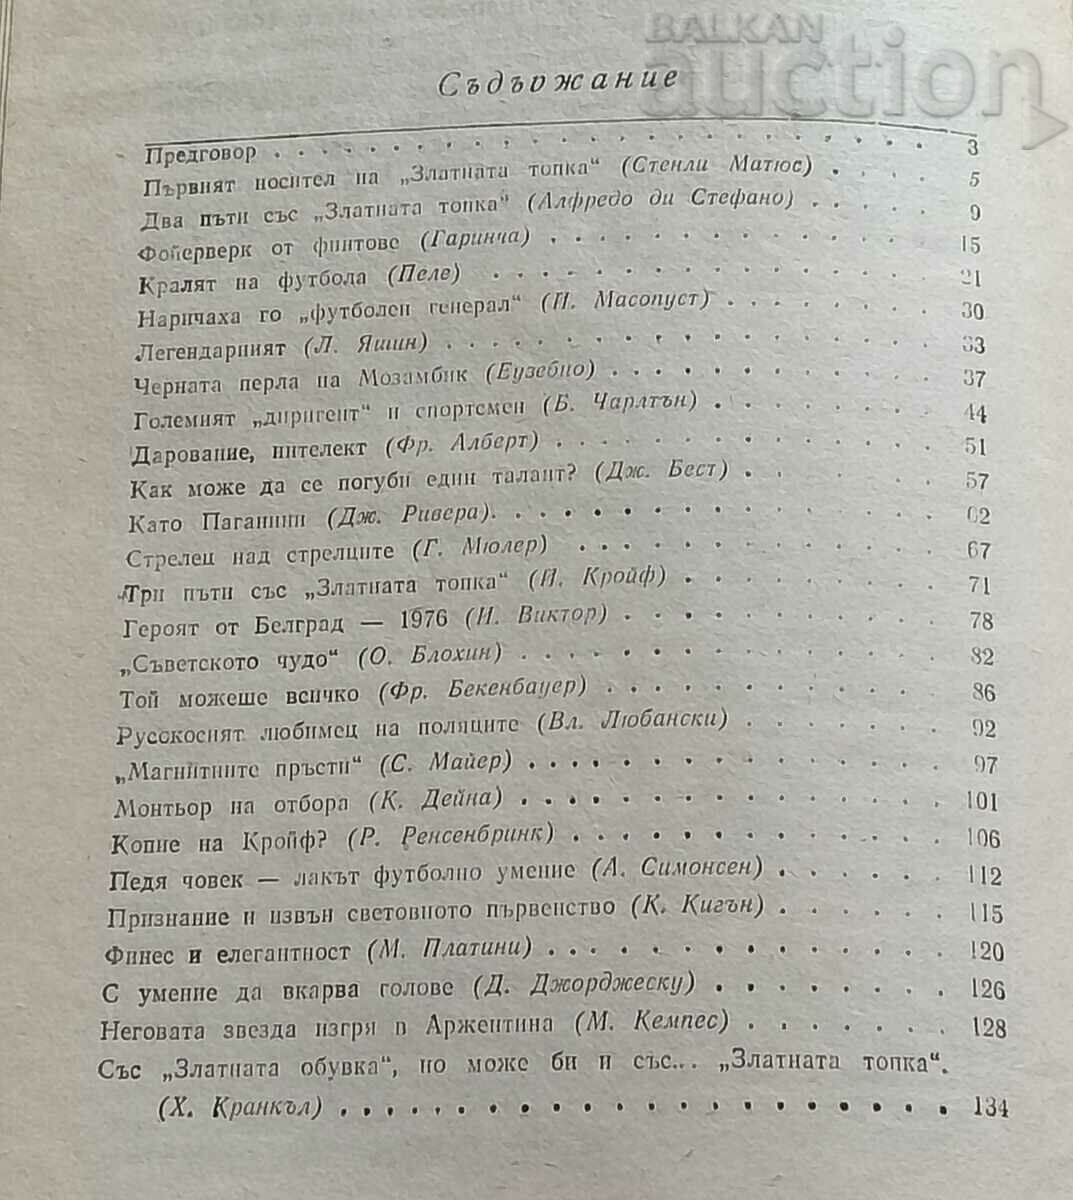 BALKAN
auction
Съдържание
Предговор . . . . . . . . . . . . . . . . . . 3
Първият носител на „Златната топка“ (Стенли Матюс) . . . . 5
Два пъти със „Златната топка“ (Алфредо ди Стефано) . . . . . 9
Фойерверк от финтове (Гаринча) . . . . . . . . . . . 15
Кралят на футбола (Пеле) . . . . . . . . . . . . . 21
Наричаха го „футболен генерал“ (Й. Масопуст) . . . . . . . 30
Легендарният (Л. Яшин) . . . . . . . . . . . . . . 33
Черната перла на Мозамбик (Еузебио) . . . . . . . . . . 37
Големият „диригент“ и спортсмен (Б. Чарлтън) . . . . . . . 44
Дарование, интелект (Фр. Алберт) . . . . . . . . . . . 51
Как може да се погуби един талант? (Дж. Бест) . . . . . . 57
Като Паганини (Дж. Ривера). . . . . . . . . . . . . 62
Стрелец над стрелците (Г. Мюлер) . . . . . . . . . . . 67
Три пъти със „Златната топка“ (Й. Кройф) . . . . . . . . 71
Героят от Белград — 1976 (И. Виктор) . . . . . . . . . . 78
„Съветското чудо“ (О. Блохин) . . . . . . . . . . . . 82
Той можеше всичко (Фр. Бекенбауер) . . . . . . . . . . 86
Русокосият любимец на поляците (Вл. Любански) . . . . . . 92
„Магнитните пръсти“ (С. Майер) . . . . . . . . . . . . 97
Монтьор на отбора (К. Дейна) . . . . . . . . . . . . 101
Копие на Кройф? (Р. Ренсенбринк) . . . . . . . . . . . 106
Педя човек — лакът футболно умение (А. Симонсен) . . . . . 112
Признание и извън световното първенство (К. Кигън) . . . . . 115
Финес и елегантност (М. Платини) . . . . . . . . . . . 120
С умение да вкарва голове (Д. Джорджеску) . . . . . . . 126
Неговата звезда изгря в Аржентина (М. Кемпес) . . . . . . 128
Със „Златната обувка“, но може би и със... „Златната топка“.
(Х. Кранкъл) . . . . . . . . . . . . . . . . . 134